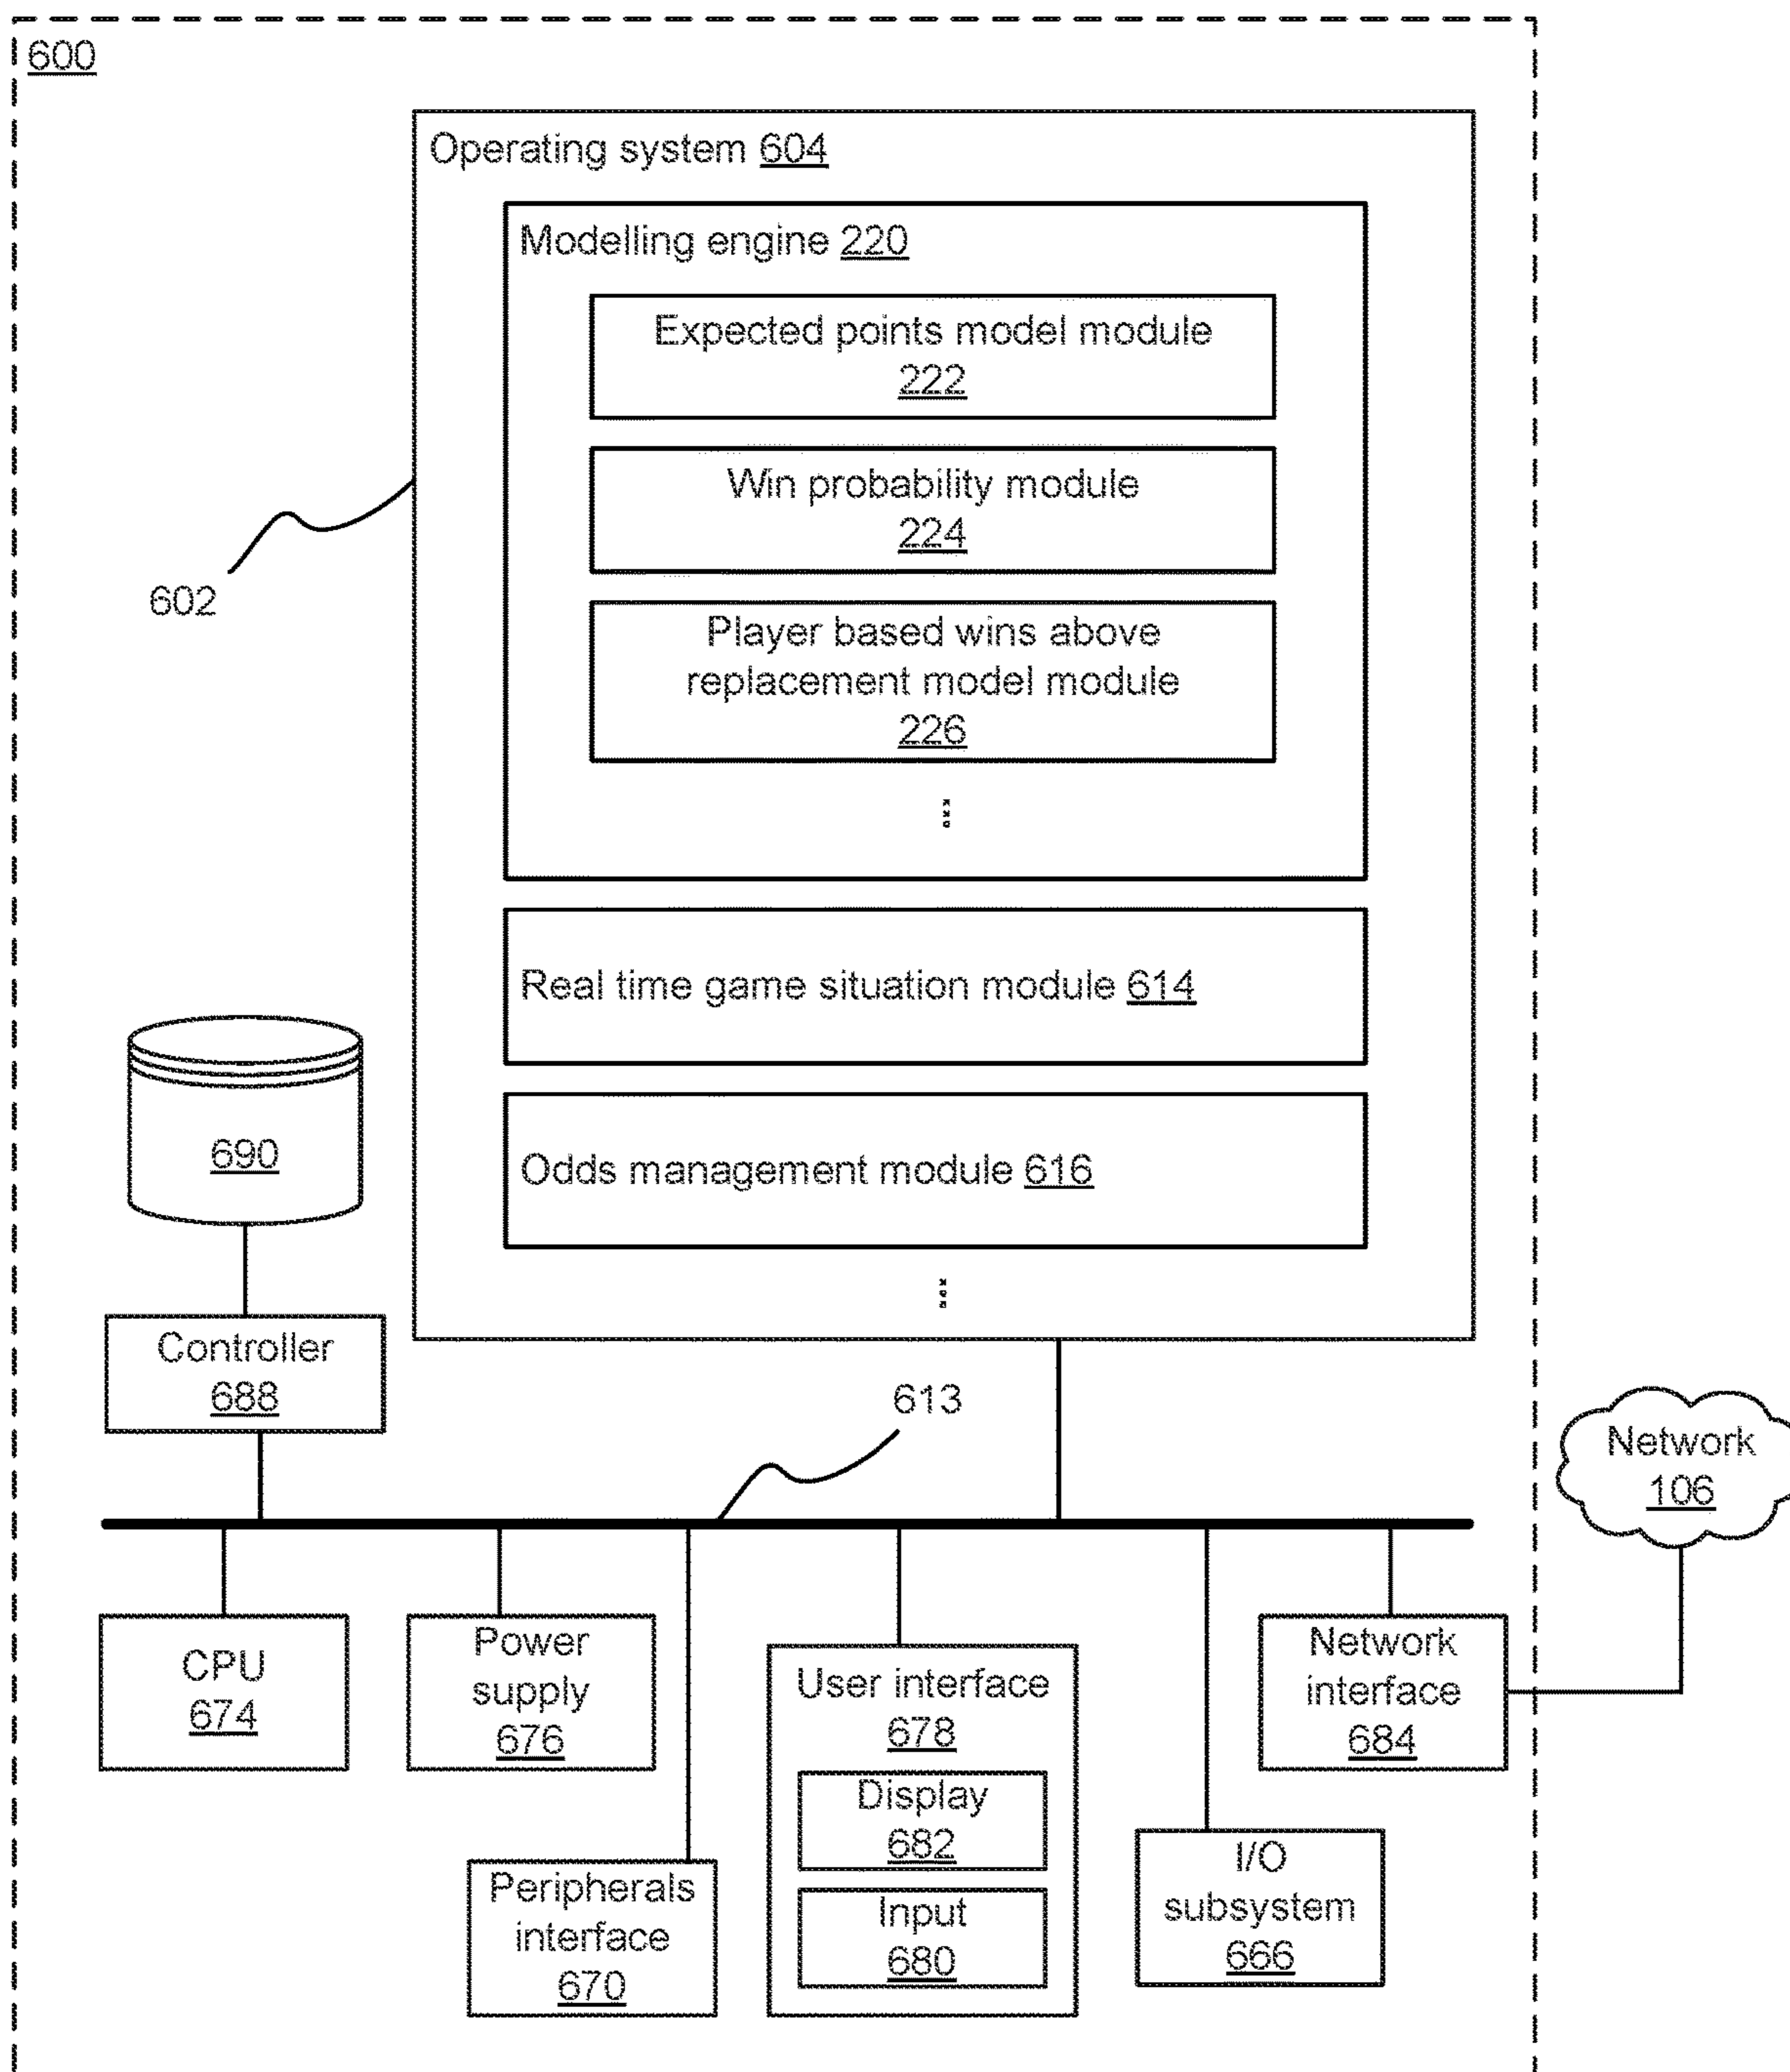 600
Operating system 604
Modelling engine 220
Expected points model module
222
Win probability module
224
Player based wins above
replacement model module
226
602
Real time game situation module 614
690
Odds management module 616
Controller
688
613
Network
106
CPU
674
Power
supply
676
User interface
678
Display
682
Input
680
Network
interface
684
Peripherals
interface
670
I/O
subsystem
666